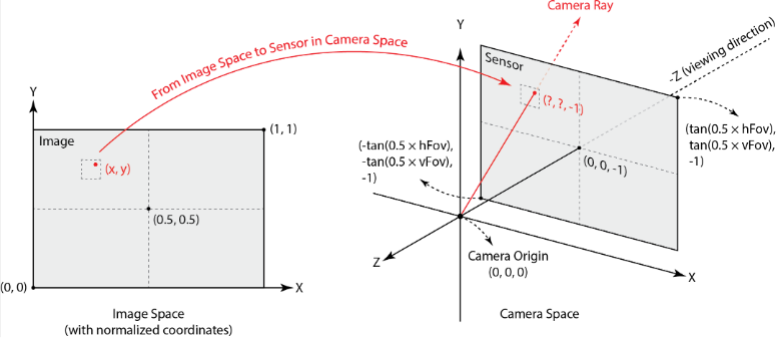 Camera Ray
From Image Space to Sensor in Camera Space
Y
Image
(x, y)
(1, 1)
(0.5, 0.5)
(0, 0)
X
Image Space
(with normalized coordinates)
Y
Sensor
(?, ?, -1)
-Z (viewing direction)
(tan(0.5 × hFov),
tan(0.5 × vFov),
-1)
(-tan(0.5 × hFov),
-tan(0.5 × vFov),
-1)
(0, 0, -1)
Z
Camera Origin
(0, 0, 0)
X
Camera Space